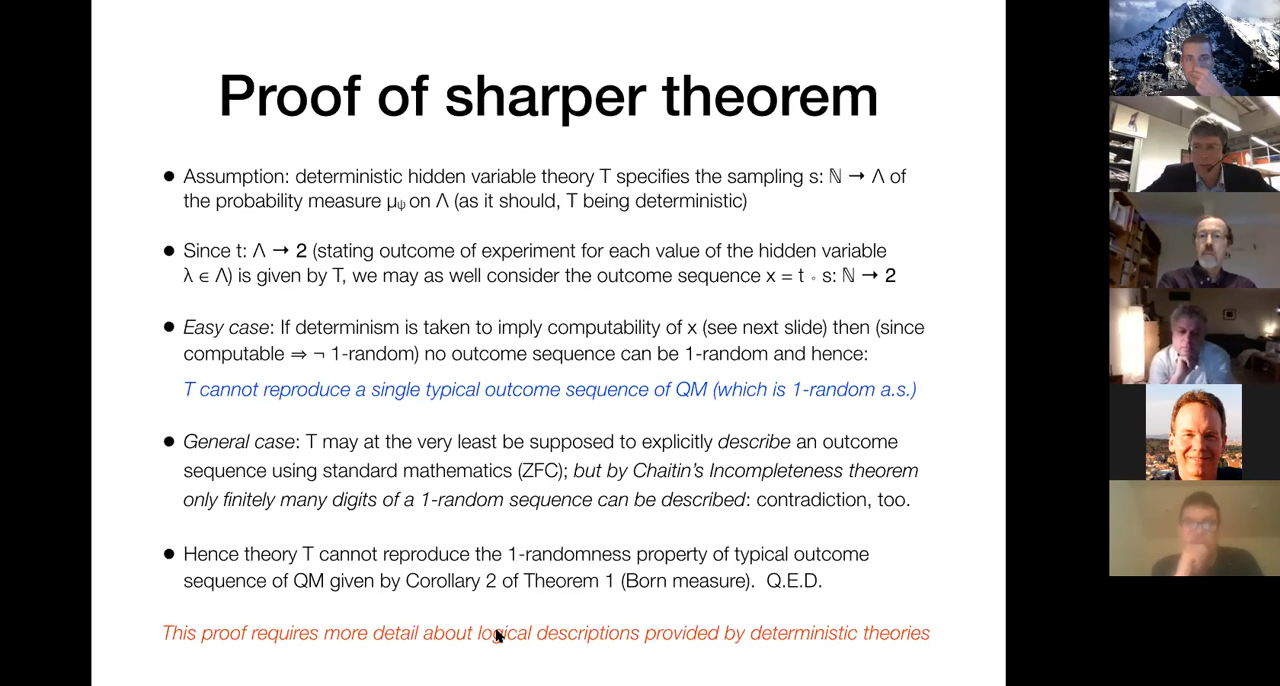 Proof of sharper theorem
● Assumption: deterministic hidden variable theory T specifies the sampling s: ℕ → Λ of
the probability measure μψ on Λ (as it should, T being deterministic)
● Since t: Λ → 2 (stating outcome of experiment for each value of the hidden variable
λ ∈ Λ) is given by T, we may as well consider the outcome sequence x = t ∘ s: ℕ → 2
● Easy case: If determinism is taken to imply computability of x (see next slide) then (since
computable ⇒ ¬ 1-random) no outcome sequence can be 1-random and hence:
T cannot reproduce a single typical outcome sequence of QM (which is 1-random a.s.)
● General case: T may at the very least be supposed to explicitly describe an outcome
sequence using standard mathematics (ZFC); but by Chaitin's Incompleteness theorem
only finitely many digits of a 1-random sequence can be described: contradiction, too.
● Hence theory T cannot reproduce the 1-randomness property of typical outcome
sequence of QM given by Corollary 2 of Theorem 1 (Born measure). Q.E.D.
This proof requires more detail about logical descriptions provided by deterministic theories